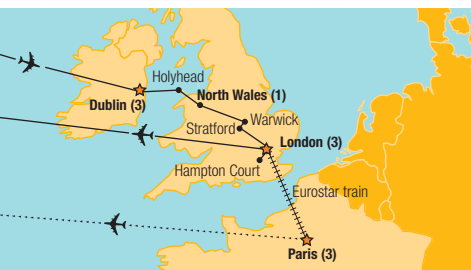 Holyhead
Dublin (3)
North Wales (1)
Warwick
Stratford
London (3)
Hampton Court
Eurostar train
Paris (3)